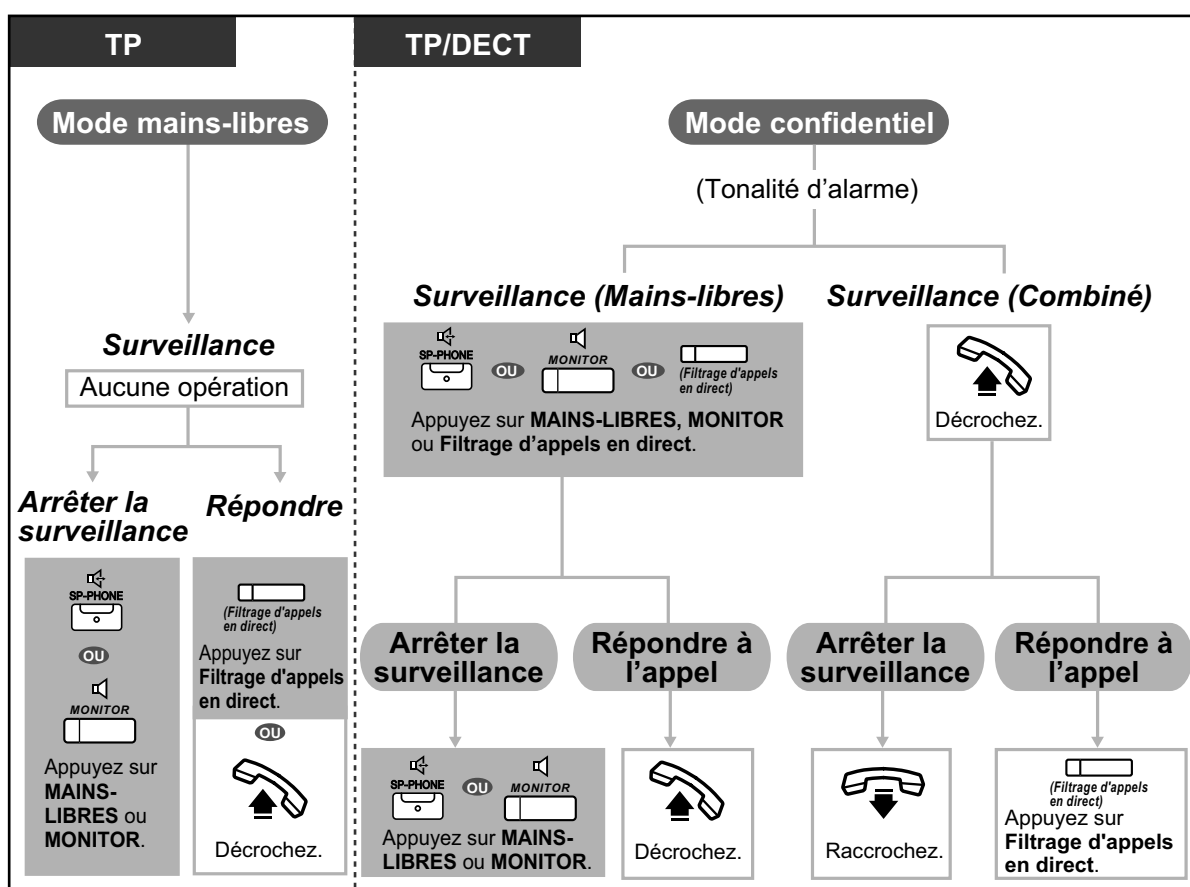 TP
TP/DECT
Mode mains-libres
Surveillance
Aucune opération
Arrêter la
surveillance
SP-PHONE
OU
MONITOR
Appuyez sur
MAINS-
LIBRES ou
MONITOR.
Répondre
(Filtrage d'appels
en direct)
Appuyez sur
Filtrage d'appels
en direct.
OU
Décrochez.
Mode confidentiel
(Tonalité d’alarme)
Surveillance (Mains-libres)
SP-PHONE OU MONITOR OU (Filtrage d'appels
en direct)
Appuyez sur MAINS-LIBRES, MONITOR
ou Filtrage d’appels en direct.
Arrêter la
surveillance
SP-PHONE OU MONITOR
Appuyez sur MAINS-
LIBRES ou MONITOR.
Répondre à
l’appel
Décrochez.
Surveillance (Combiné)
Décrochez.
Arrêter la
surveillance
Raccrochez.
Répondre à
l’appel
(Filtrage d'appels
en direct)
Appuyez sur
Filtrage d'appels
en direct.